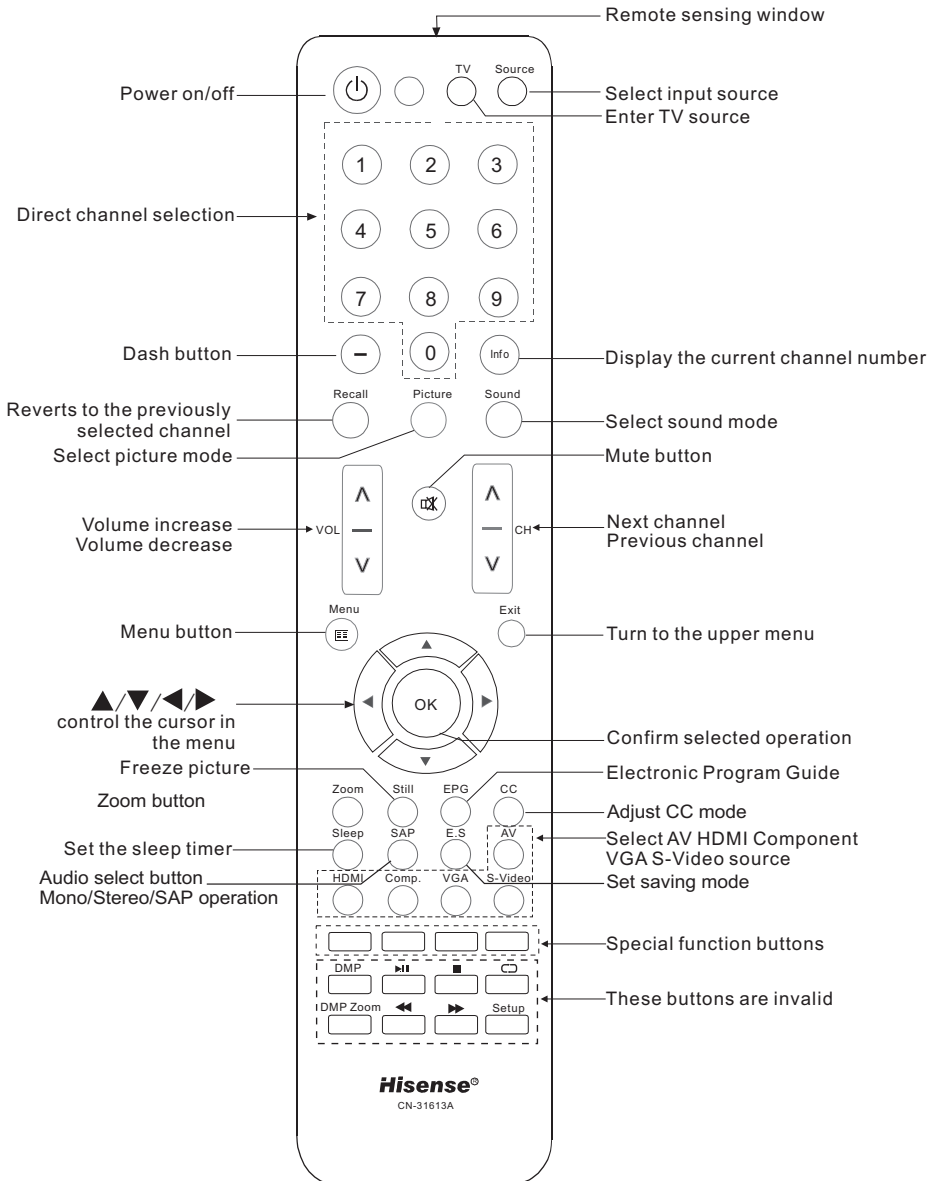 Remote sensing window
TV Source
Power on/off
Select input source
Enter TV source
1 2 3
Direct channel selection
4 5 6
7 8 9
Dash button
– 0 Info
Display the current channel number
Recall Picture Sound
Reverts to the previously
selected channel
Select sound mode
Select picture mode
Mute button
Volume increase
Volume decrease
VOL
CH
Next channel
Previous channel
Menu Exit
Menu button
Turn to the upper menu
▲/▼/◀/▶
control the cursor in
the menu
OK
Confirm selected operation
Freeze picture
Electronic Program Guide
Zoom button
Zoom Still EPG CC
Adjust CC mode
Sleep SAP E.S AV
Select AV HDMI Component
VGA S-Video source
Set the sleep timer
Audio select button
Mono/Stereo/SAP operation
Set saving mode
HDMI Comp. VGA S-Video
Special function buttons
DMP
These buttons are invalid
DMP Zoom Setup
Hisense®
CN-31613A